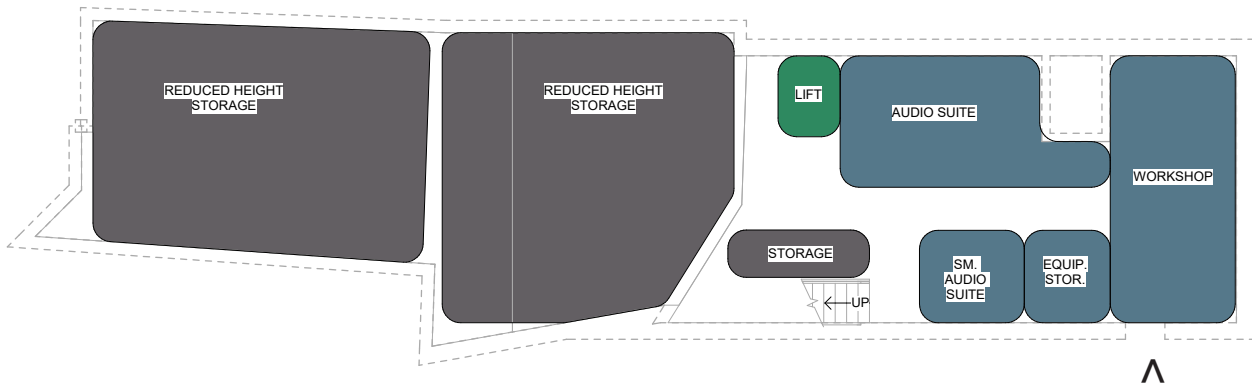 REDUCED HEIGHT
STORAGE
REDUCED HEIGHT
STORAGE
LIFT
AUDIO SUITE
WORKSHOP
STORAGE
SM.
AUDIO
SUITE
EQUIP.
STOR.
UP